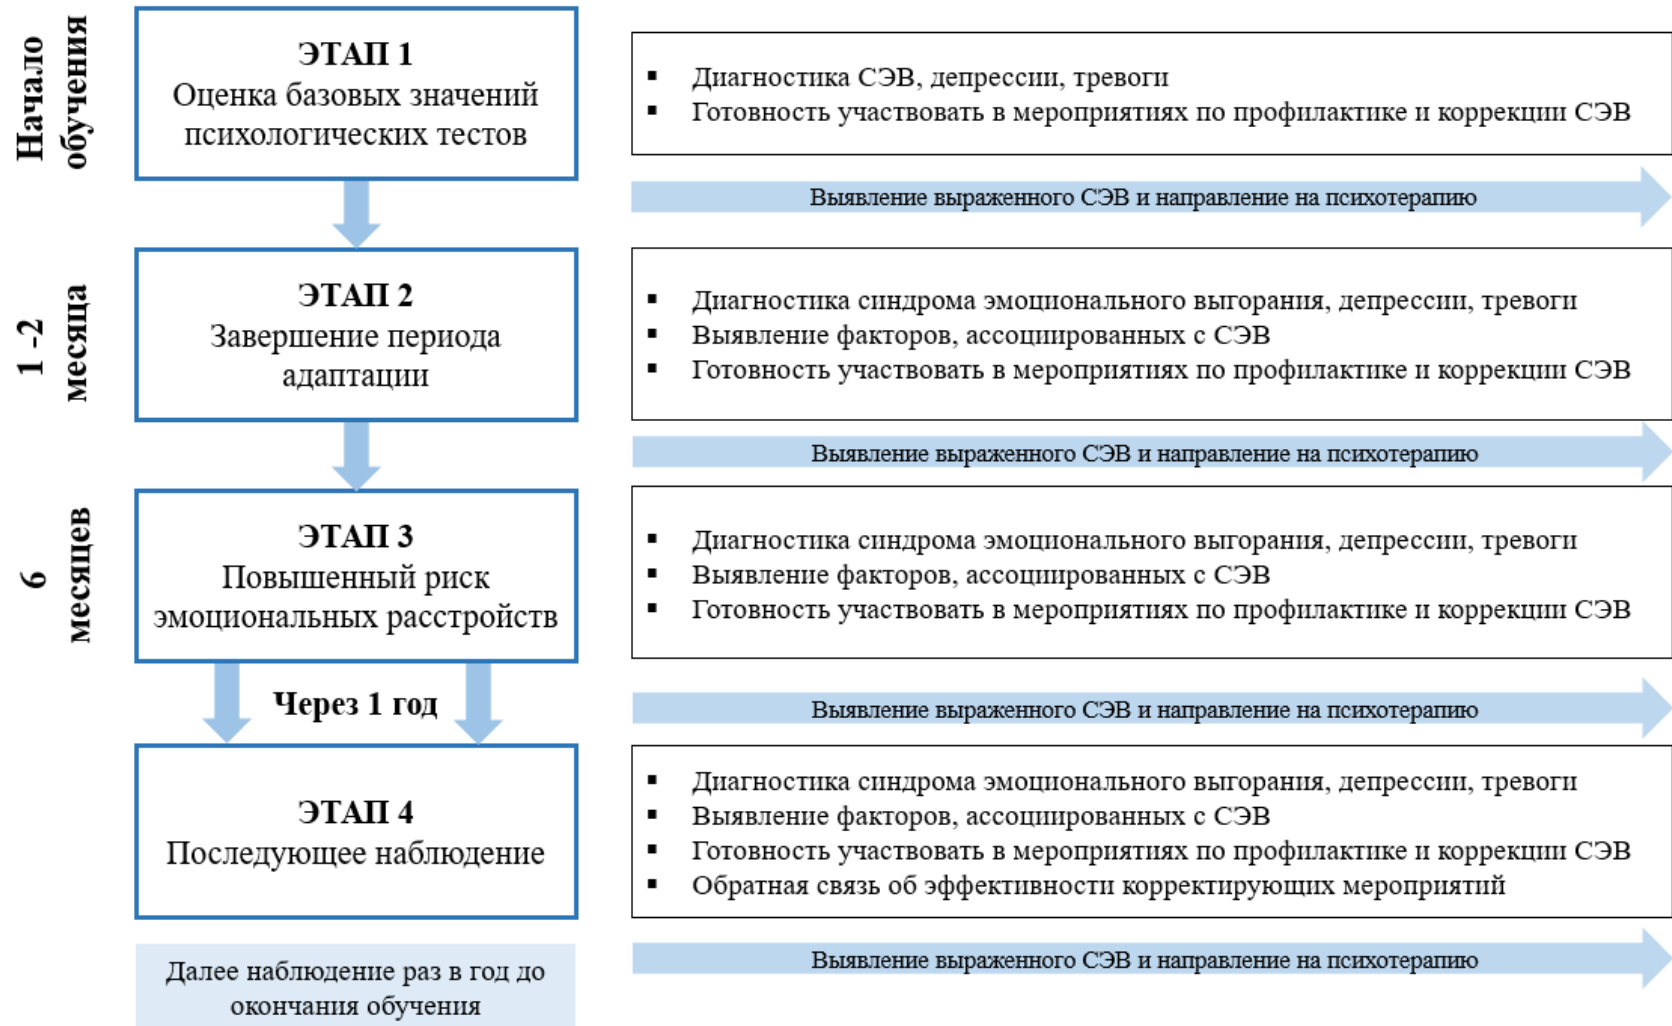 Начало
обучения
ЭТАП 1
Оценка базовых значений
психологических тестов
▪ Диагностика СЭВ, депрессии, тревоги
▪ Готовность участвовать в мероприятиях по профилактике и коррекции СЭВ
Выявление выраженного СЭВ и направление на психотерапию
1 -2
месяца
ЭТАП 2
Завершение периода
адаптации
▪ Диагностика синдрома эмоционального выгорания, депрессии, тревоги
▪ Выявление факторов, ассоциированных с СЭВ
▪ Готовность участвовать в мероприятиях по профилактике и коррекции СЭВ
Выявление выраженного СЭВ и направление на психотерапию
6
месяцев
ЭТАП 3
Повышенный риск
эмоциональных расстройств
▪ Диагностика синдрома эмоционального выгорания, депрессии, тревоги
▪ Выявление факторов, ассоциированных с СЭВ
▪ Готовность участвовать в мероприятиях по профилактике и коррекции СЭВ
Через 1 год
Выявление выраженного СЭВ и направление на психотерапию
ЭТАП 4
Последующее наблюдение
▪ Диагностика синдрома эмоционального выгорания, депрессии, тревоги
▪ Выявление факторов, ассоциированных с СЭВ
▪ Готовность участвовать в мероприятиях по профилактике и коррекции СЭВ
▪ Обратная связь об эффективности корректирующих мероприятий
Далее наблюдение раз в год до
окончания обучения
Выявление выраженного СЭВ и направление на психотерапию